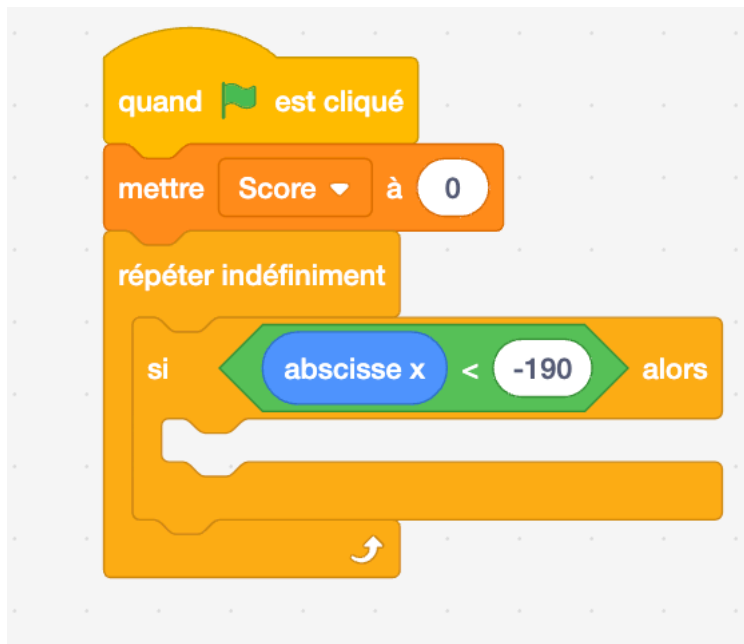 quand est cliqué
mettre Score à 0
répéter indéfiniment
si abscisse x < -190 alors